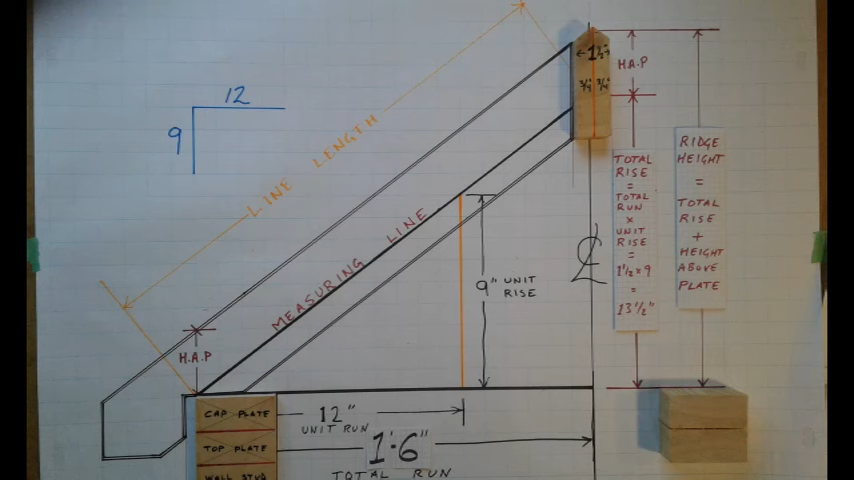 12
9
LINE LENGTH
MEASURING LINE
H.A.P
CAP PLATE
TOP PLATE
WALL STUD
12"
UNIT RUN
1'-6"
TOTAL RUN
9" UNIT
RISE
1½"
¾" ¾"
H.A.P
TOTAL
RISE
=
TOTAL
RUN
×
UNIT
RISE
=
1½×9
=
13½"
RIDGE
HEIGHT
=
TOTAL
RISE
+
HEIGHT
ABOVE
PLATE